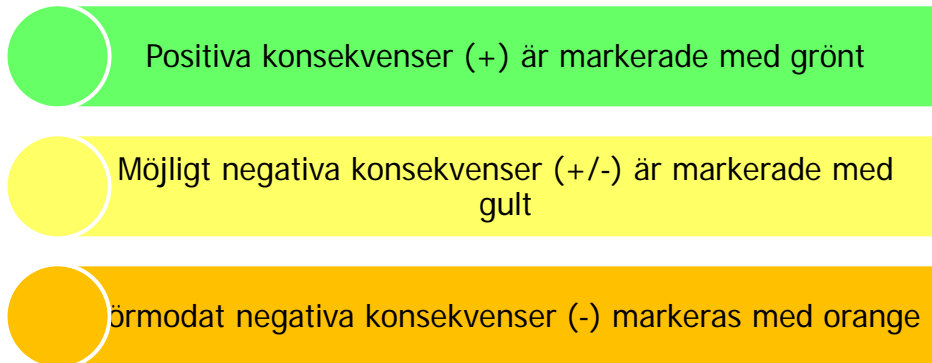 Positiva konsekvenser (+) är markerade med grönt
Möjligt negativa konsekvenser (+/-) är markerade med
gult
örmodat negativa konsekvenser (-) markeras med orange